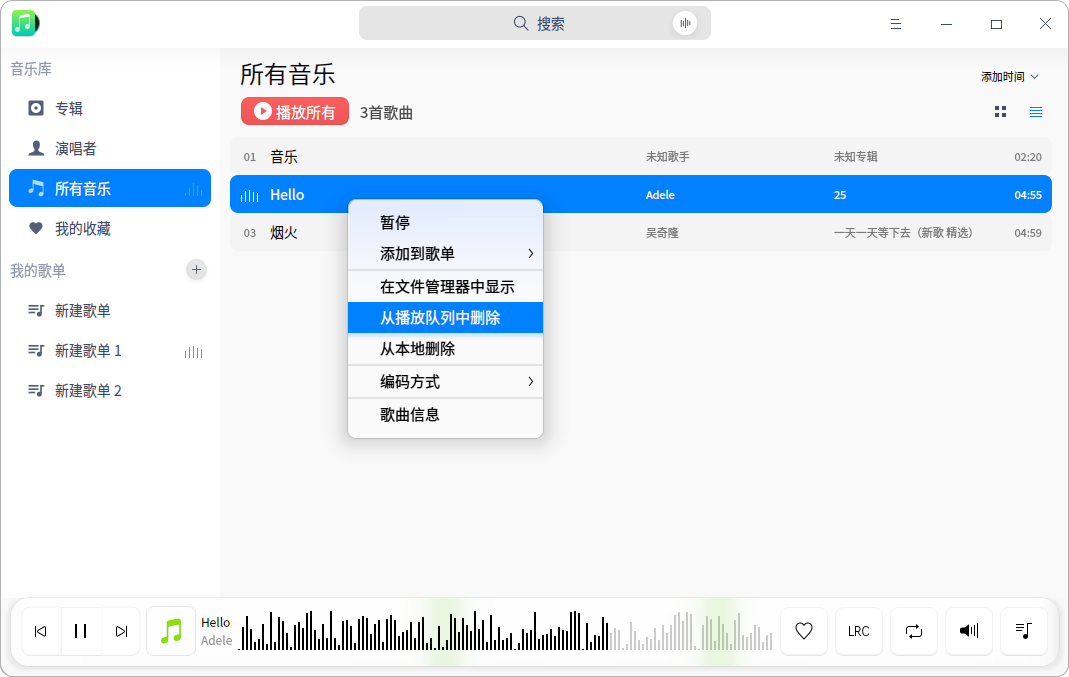 搜索
音乐库
专辑
演唱者
所有音乐
我的收藏
我的歌单
新建歌单
新建歌单 1
新建歌单 2
所有音乐
添加时间
播放所有 3首歌曲
01 音乐 未知歌手 未知专辑 02:20
Hello Adele 25 04:55
03 烟火 吴奇隆 一天一天等下去（新歌 精选） 04:59
暂停
添加到歌单
在文件管理器中显示
从播放队列中删除
从本地删除
编码方式
歌曲信息
Hello
Adele
LRC